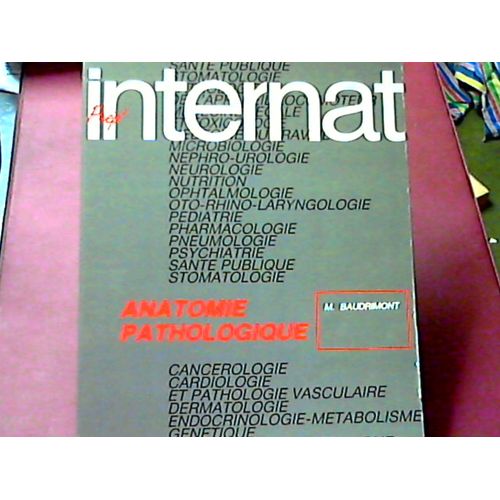 SANTE PUBLIQUE
STOMATOLOGIE
Prépa
internat
MICROBIOLOGIE
NEPHRO-UROLOGIE
NEUROLOGIE
NUTRITION
OPHTALMOLOGIE
OTO-RHINO-LARYNGOLOGIE
PEDIATRIE
PHARMACOLOGIE
PNEUMOLOGIE
PSYCHIATRIE
SANTE PUBLIQUE
STOMATOLOGIE
ANATOMIE
PATHOLOGIQUE
M. BAUDRIMONT
CANCEROLOGIE
CARDIOLOGIE
ET PATHOLOGIE VASCULAIRE
DERMATOLOGIE
ENDOCRINOLOGIE-METABOLISME
GENETIQUE